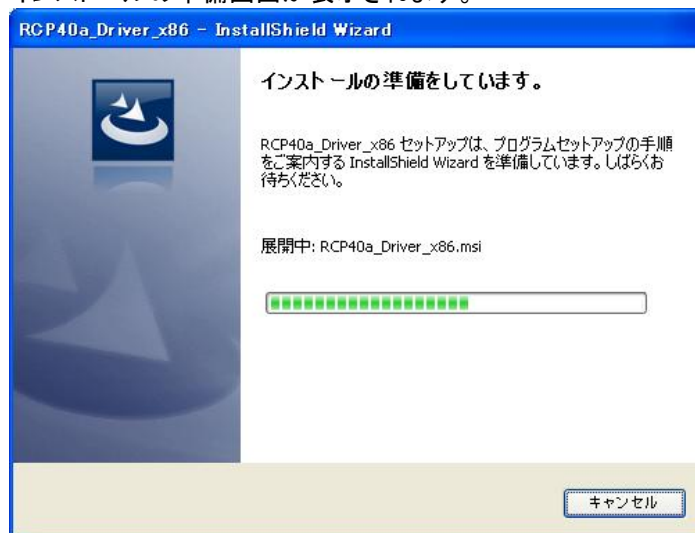 RCP40a_Driver_x86 - InstallShield Wizard
インストールの準備をしています。
RCP40a_Driver_x86 セットアップは、プログラムセットアップの手順
をご案内する InstallShield Wizard を準備しています。しばらくお
待ちください。
展開中: RCP40a_Driver_x86.msi
キャンセル